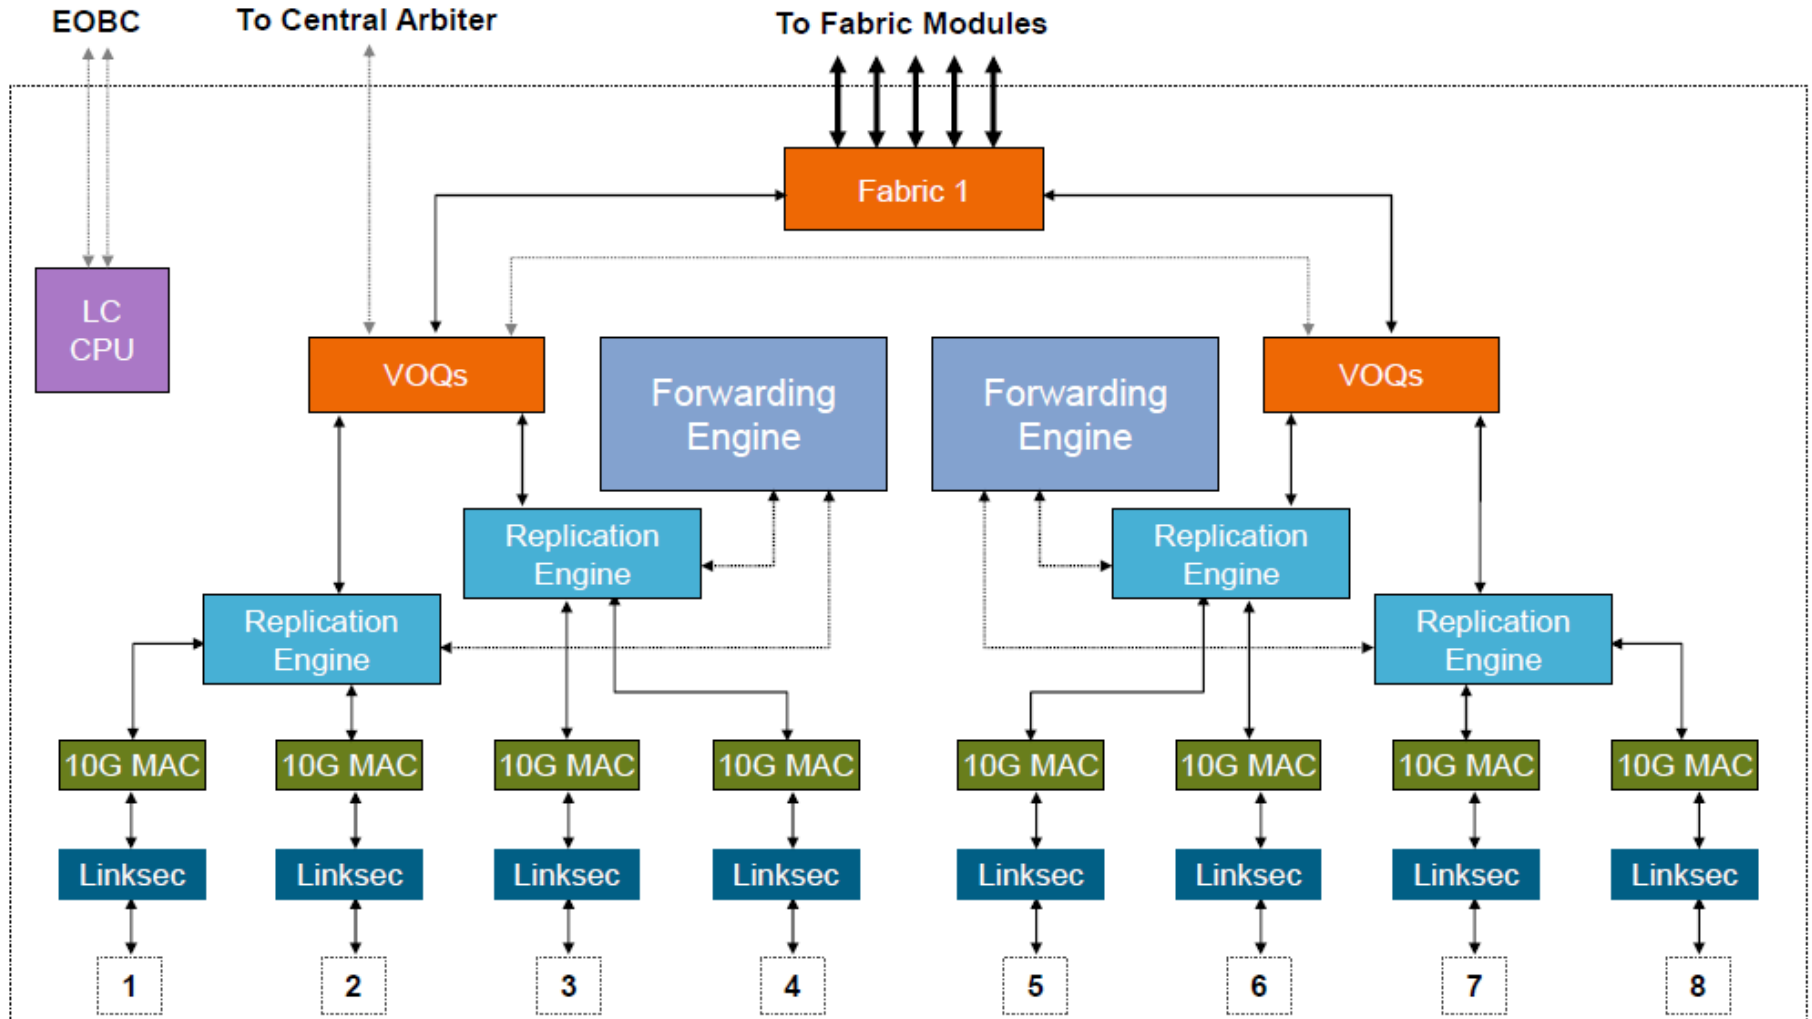 EOBC
To Central Arbiter
To Fabric Modules
Fabric 1
LC
CPU
VOQs
Forwarding
Engine
Forwarding
Engine
VOQs
Replication
Engine
Replication
Engine
Replication
Engine
Replication
Engine
10G MAC
10G MAC
10G MAC
10G MAC
10G MAC
10G MAC
10G MAC
10G MAC
Linksec
Linksec
Linksec
Linksec
Linksec
Linksec
Linksec
Linksec
1
2
3
4
5
6
7
8